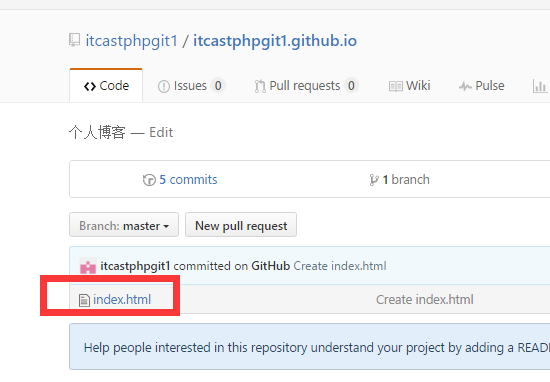 itcastphpgit1 / itcastphpgit1.github.io
Code Issues 0 Pull requests 0 Wiki Pulse
个人博客 — Edit
5 commits 1 branch
Branch: master New pull request
itcastphpgit1 committed on GitHub Create index.html
index.html Create index.html
Help people interested in this repository understand your project by adding a READ